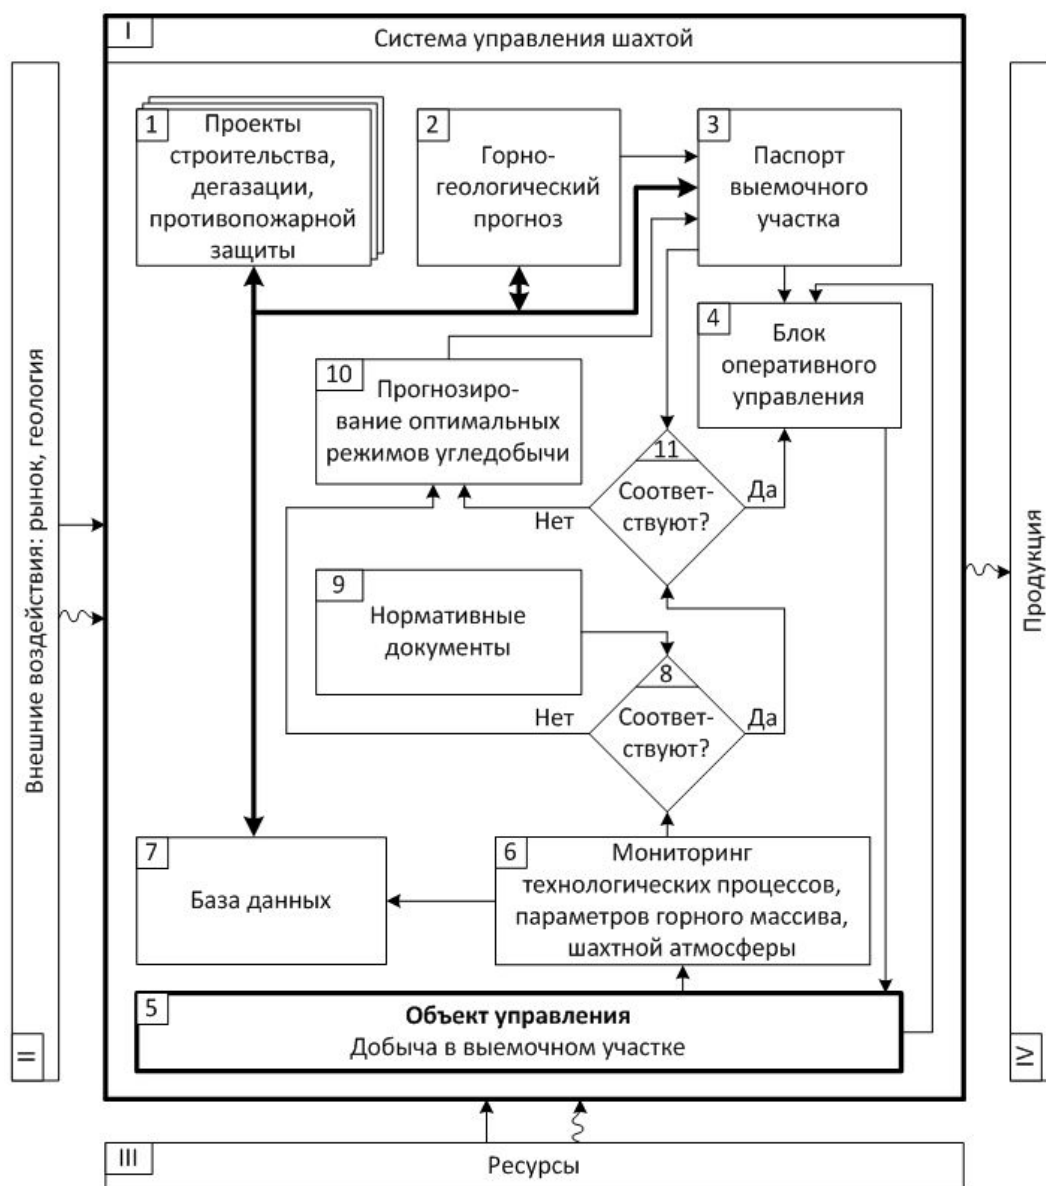 I
Система управления шахтой
1
Проекты
строительства,
дегазации,
противопожарной
защиты
2
Горно-
геологический
прогноз
3
Паспорт
выемочного
участка
4
Блок
оперативного
управления
10
Прогнозиро-
вание оптимальных
режимов угледобычи
11
Соответ-
ствуют?
Нет
Да
9
Нормативные
документы
8
Соответ-
ствуют?
Нет
Да
7
База данных
6
Мониторинг
технологических процессов,
параметров горного массива,
шахтной атмосферы
5
Объект управления
Добыча в выемочном участке
II
Внешние воздействия: рынок, геология
III
Ресурсы
IV
Продукция